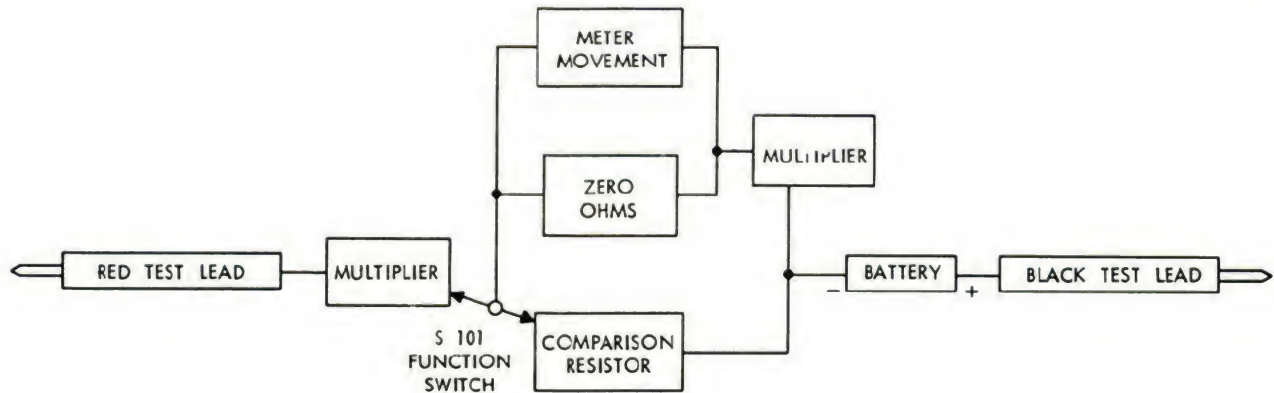 METER
MOVEMENT
MULTIPLIER
ZERO
OHMS
RED TEST LEAD
MULTIPLIER
BATTERY
BLACK TEST LEAD
−
+
S 101
FUNCTION
SWITCH
COMPARISON
RESISTOR